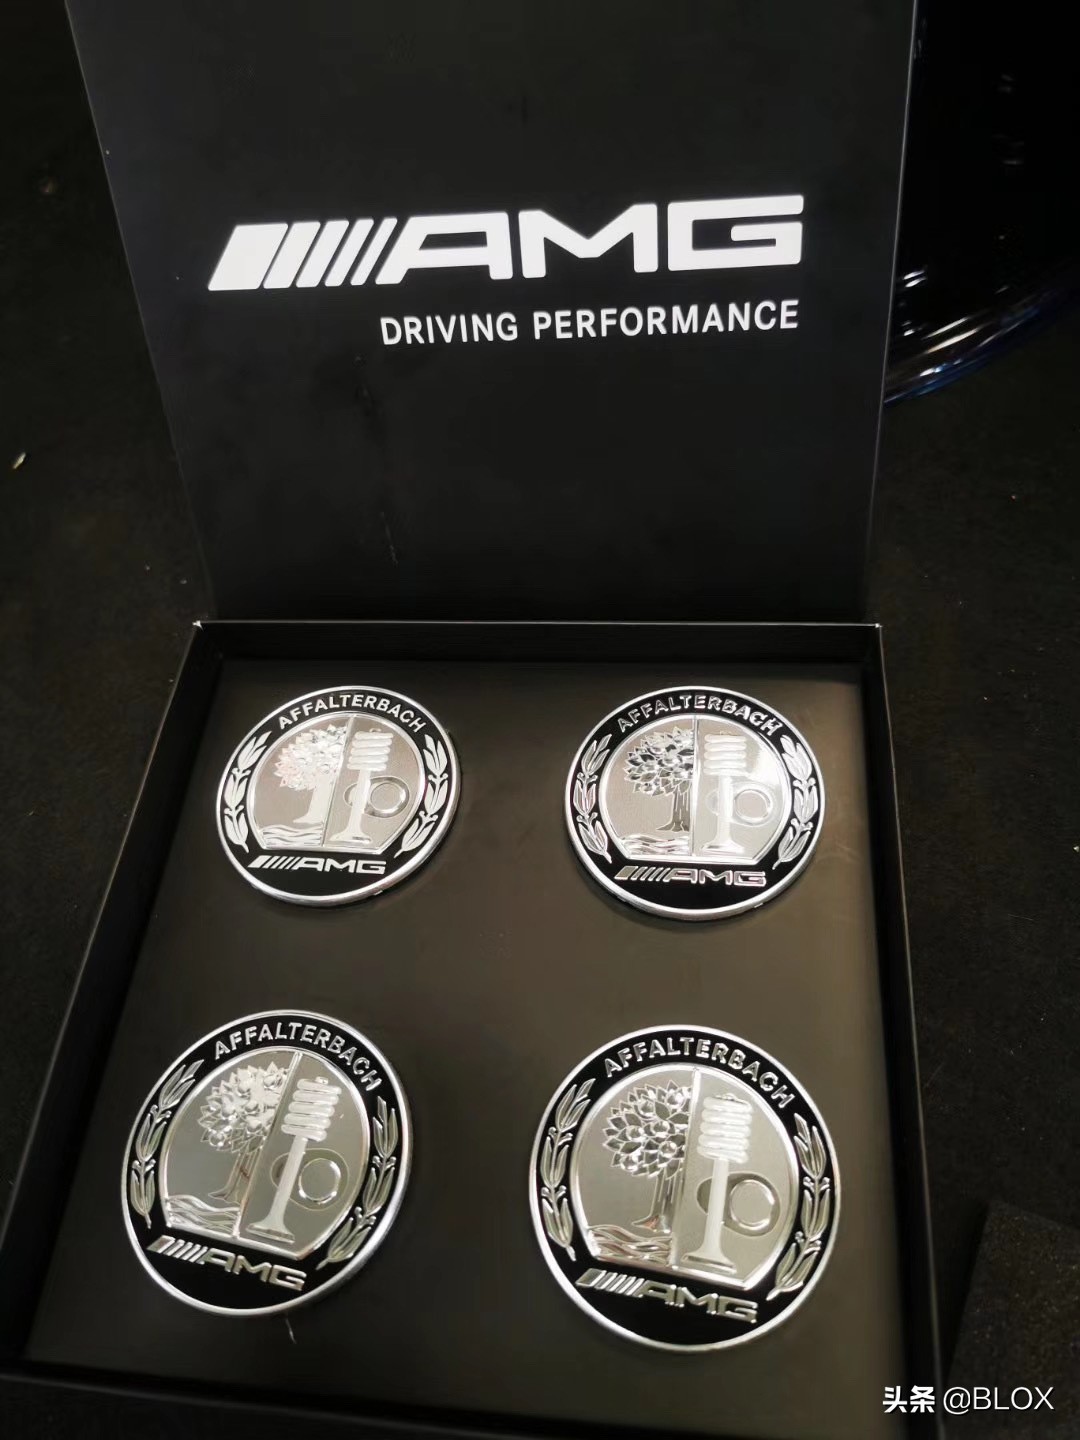 AMG
DRIVING PERFORMANCE
AFFALTERBACH
AMG
AFFALTERBACH
AMG
AFFALTERBACH
AMG
AFFALTERBACH
AMG
头条 @BLOX